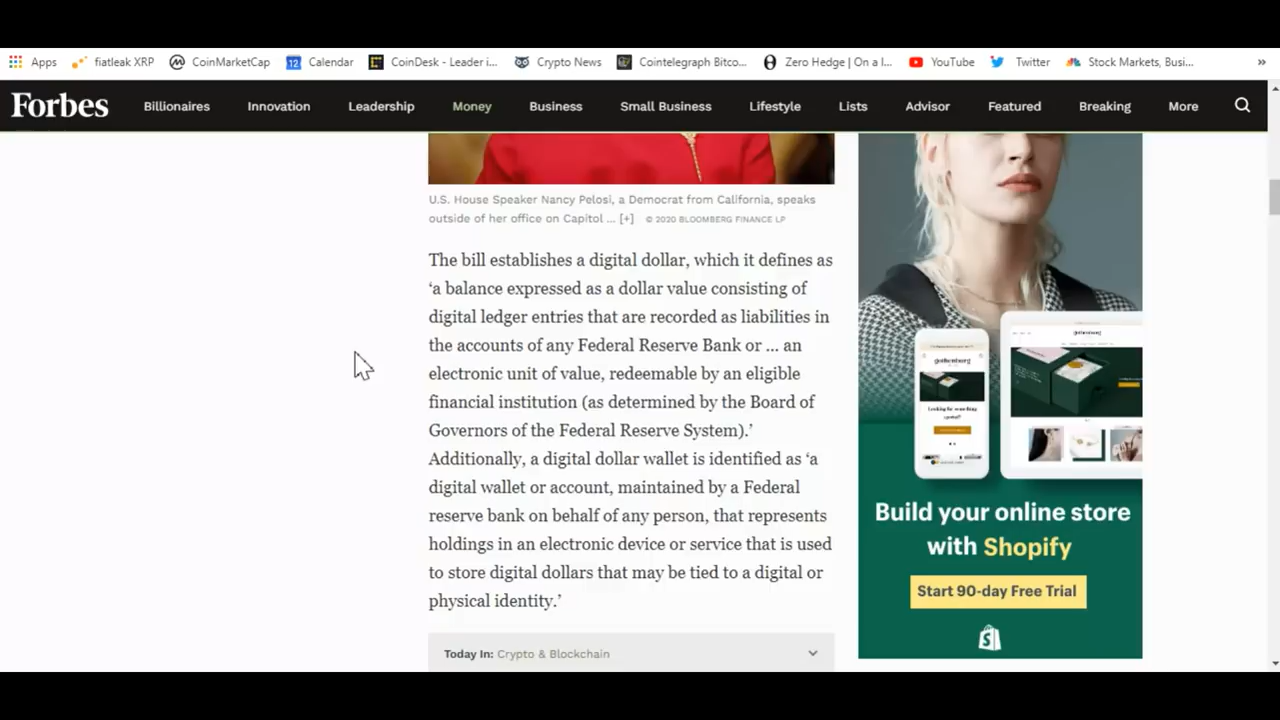 Apps fiatleak XRP CoinMarketCap 12 Calendar CoinDesk - Leader i... Crypto News Cointelegraph Bitco... Zero Hedge | On a l... YouTube Twitter Stock Markets, Busi... »
Forbes Billionaires Innovation Leadership Money Business Small Business Lifestyle Lists Advisor Featured Breaking More
U.S. House Speaker Nancy Pelosi, a Democrat from California, speaks
outside of her office on Capitol ... [+] © 2020 BLOOMBERG FINANCE LP
The bill establishes a digital dollar, which it defines as
‘a balance expressed as a dollar value consisting of
digital ledger entries that are recorded as liabilities in
the accounts of any Federal Reserve Bank or ... an
electronic unit of value, redeemable by an eligible
financial institution (as determined by the Board of
Governors of the Federal Reserve System).’
Additionally, a digital dollar wallet is identified as ‘a
digital wallet or account, maintained by a Federal
reserve bank on behalf of any person, that represents
holdings in an electronic device or service that is used
to store digital dollars that may be tied to a digital or
physical identity.’
Today In: Crypto & Blockchain
Build your online store
with Shopify
Start 90-day Free Trial